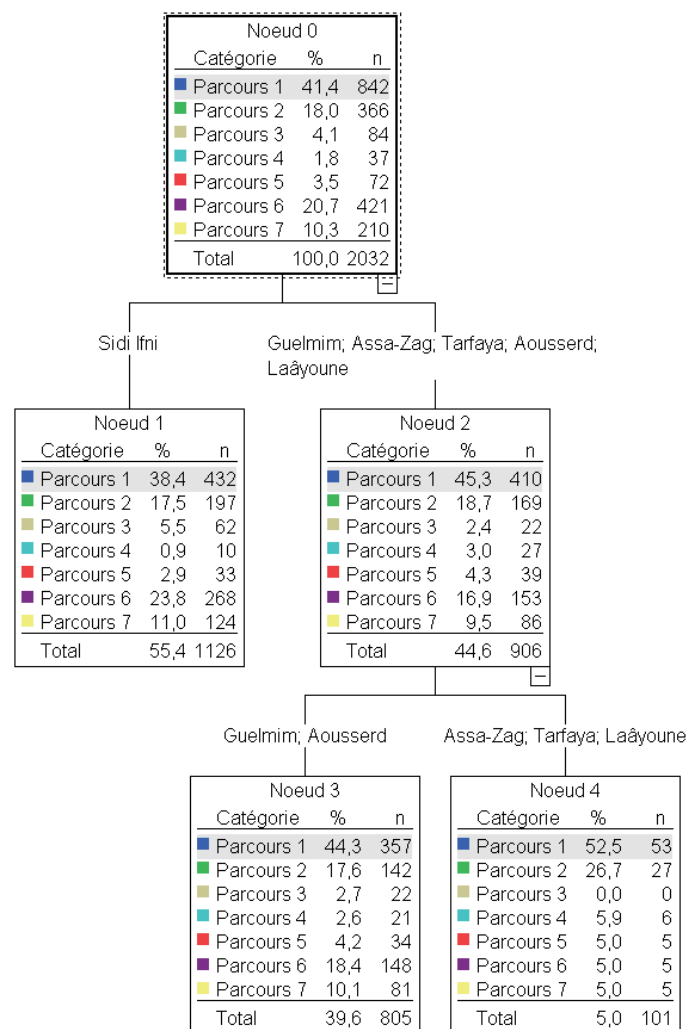 Noeud 0
Catégorie % n
Parcours 1 41,4 842
Parcours 2 18,0 366
Parcours 3 4,1 84
Parcours 4 1,8 37
Parcours 5 3,5 72
Parcours 6 20,7 421
Parcours 7 10,3 210
Total 100,0 2032
Sidi Ifni
Guelmim; Assa-Zag; Tarfaya; Aousserd;
Laâyoune
Noeud 1
Catégorie % n
Parcours 1 38,4 432
Parcours 2 17,5 197
Parcours 3 5,5 62
Parcours 4 0,9 10
Parcours 5 2,9 33
Parcours 6 23,8 268
Parcours 7 11,0 124
Total 55,4 1126
Noeud 2
Catégorie % n
Parcours 1 45,3 410
Parcours 2 18,7 169
Parcours 3 2,4 22
Parcours 4 3,0 27
Parcours 5 4,3 39
Parcours 6 16,9 153
Parcours 7 9,5 86
Total 44,6 906
Guelmim; Aousserd
Assa-Zag; Tarfaya; Laâyoune
Noeud 3
Catégorie % n
Parcours 1 44,3 357
Parcours 2 17,6 142
Parcours 3 2,7 22
Parcours 4 2,6 21
Parcours 5 4,2 34
Parcours 6 18,4 148
Parcours 7 10,1 81
Total 39,6 805
Noeud 4
Catégorie % n
Parcours 1 52,5 53
Parcours 2 26,7 27
Parcours 3 0,0 0
Parcours 4 5,9 6
Parcours 5 5,0 5
Parcours 6 5,0 5
Parcours 7 5,0 5
Total 5,0 101